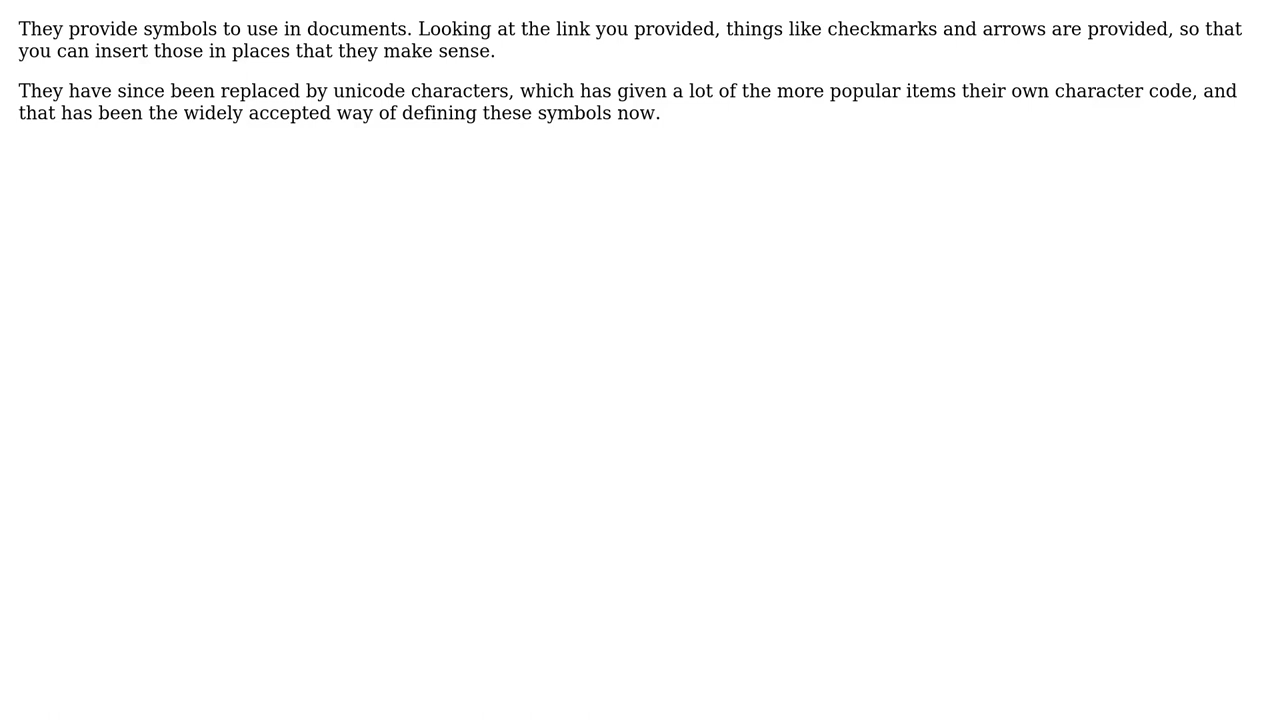 They provide symbols to use in documents. Looking at the link you provided, things like checkmarks and arrows are provided, so that
you can insert those in places that they make sense.
They have since been replaced by unicode characters, which has given a lot of the more popular items their own character code, and
that has been the widely accepted way of defining these symbols now.